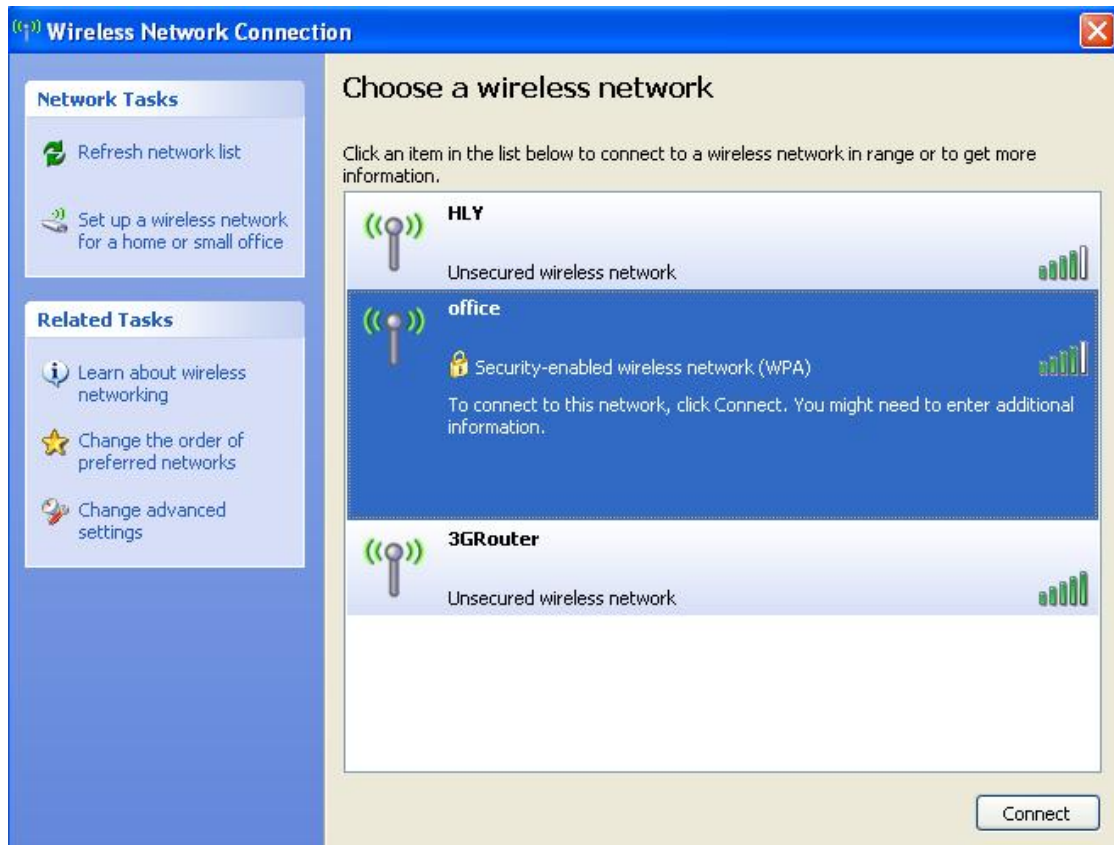 Wireless Network Connection
Network Tasks
Refresh network list
Set up a wireless network
for a home or small office
Related Tasks
Learn about wireless
networking
Change the order of
preferred networks
Change advanced
settings
Choose a wireless network
Click an item in the list below to connect to a wireless network in range or to get more
information.
HLY
Unsecured wireless network
office
Security-enabled wireless network (WPA)
To connect to this network, click Connect. You might need to enter additional
information.
3GRouter
Unsecured wireless network
Connect